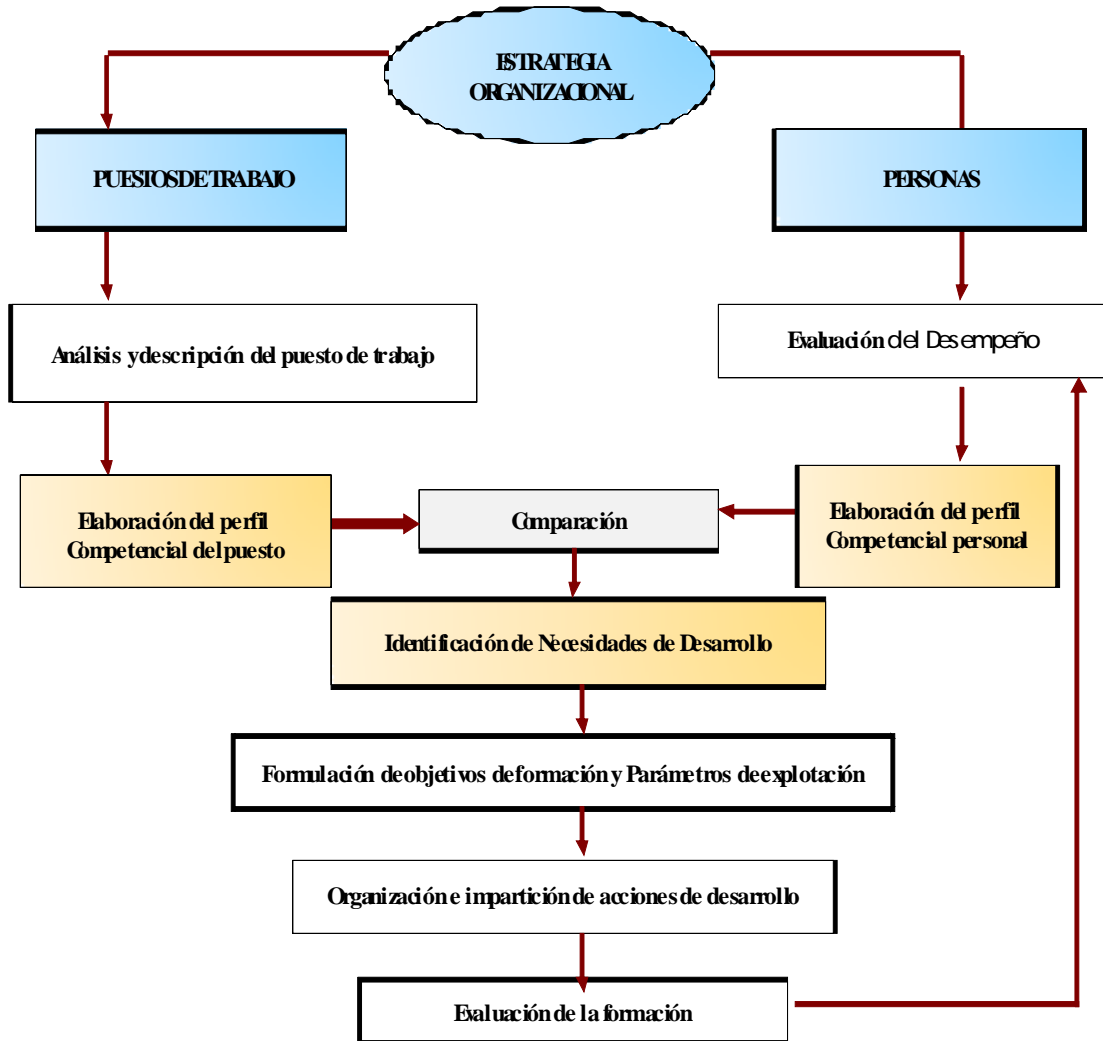 ESTRATEGIA
ORGANIZACIONAL
PUESTOS DE TRABAJO
PERSONAS
Análisis y descripción del puesto de trabajo
Evaluación del Desempeño
Elaboración del perfil
Competencial del puesto
Comparación
Elaboración del perfil
Competencial personal
Identificación de Necesidades de Desarrollo
Formulación de objetivos de formación y Parámetros de explotación
Organización e impartición de acciones de desarrollo
Evaluación de la formación